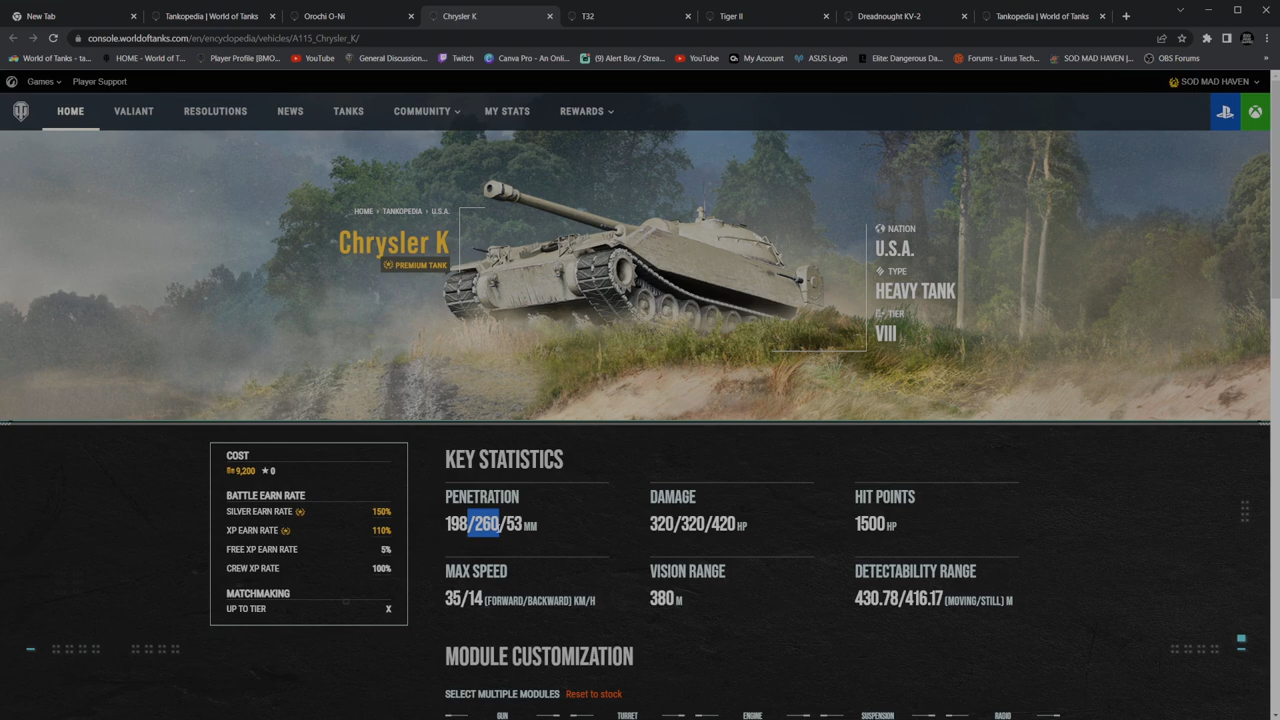 New Tab
Tankopedia | World of Tanks
Orochi O-Ni
Chrysler K
T32
Tiger II
Dreadnought KV-2
Tankopedia | World of Tanks
console.worldoftanks.com/en/encyclopedia/vehicles/A115_Chrysler_K/
World of Tanks - ta...
HOME - World of T...
Player Profile [BMO...
YouTube
General Discussion...
Twitch
Canva Pro - An Onli...
(9) Alert Box / Strea...
YouTube
My Account
ASUS Login
Elite: Dangerous Da...
Forums - Linus Tech...
SOD MAD HAVEN |...
OBS Forums
»
Games
Player Support
SOD MAD HAVEN
HOME
VALIANT
RESOLUTIONS
NEWS
TANKS
COMMUNITY
MY STATS
REWARDS
HOME › TANKOPEDIA › U.S.A.
Chrysler K
PREMIUM TANK
NATION
U.S.A.
TYPE
HEAVY TANK
TIER
VIII
COST
9,200 ★ 0
BATTLE EARN RATE
SILVER EARN RATE 150%
XP EARN RATE 110%
FREE XP EARN RATE 5%
CREW XP RATE 100%
MATCHMAKING
UP TO TIER X
KEY STATISTICS
PENETRATION
198/260/53 MM
DAMAGE
320/320/420 HP
HIT POINTS
1500 HP
MAX SPEED
35/14 (FORWARD/BACKWARD) KM/H
VISION RANGE
380 M
DETECTABILITY RANGE
430.78/416.17 (MOVING/STILL) M
MODULE CUSTOMIZATION
SELECT MULTIPLE MODULES Reset to stock
GUN
TURRET
ENGINE
SUSPENSION
RADIO